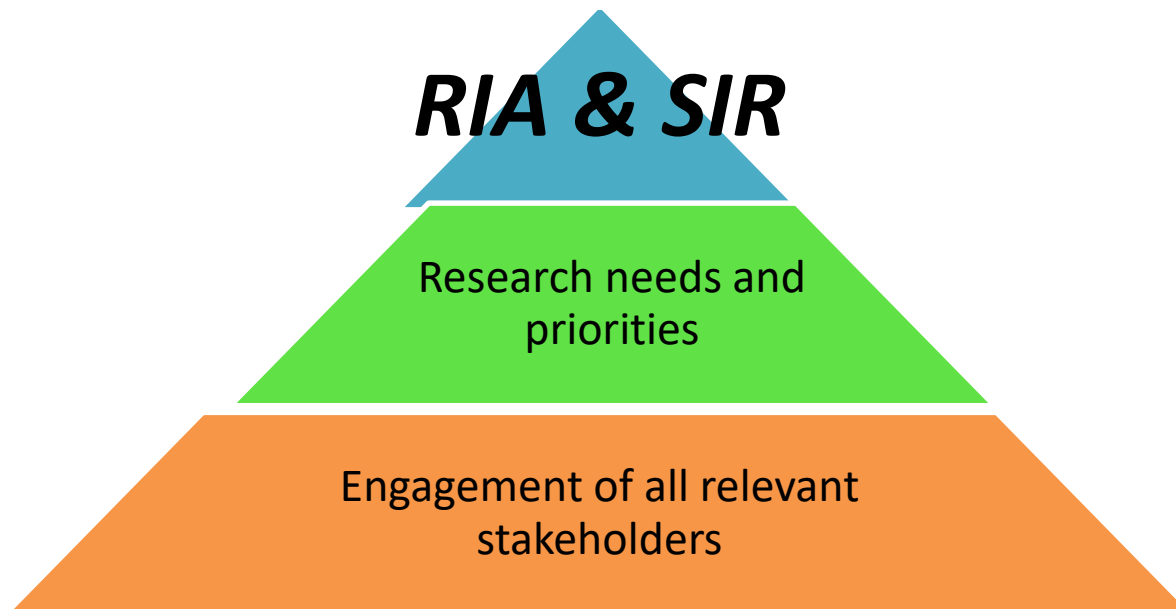 RIA & SIR
Research needs and
priorities
Engagement of all relevant
stakeholders